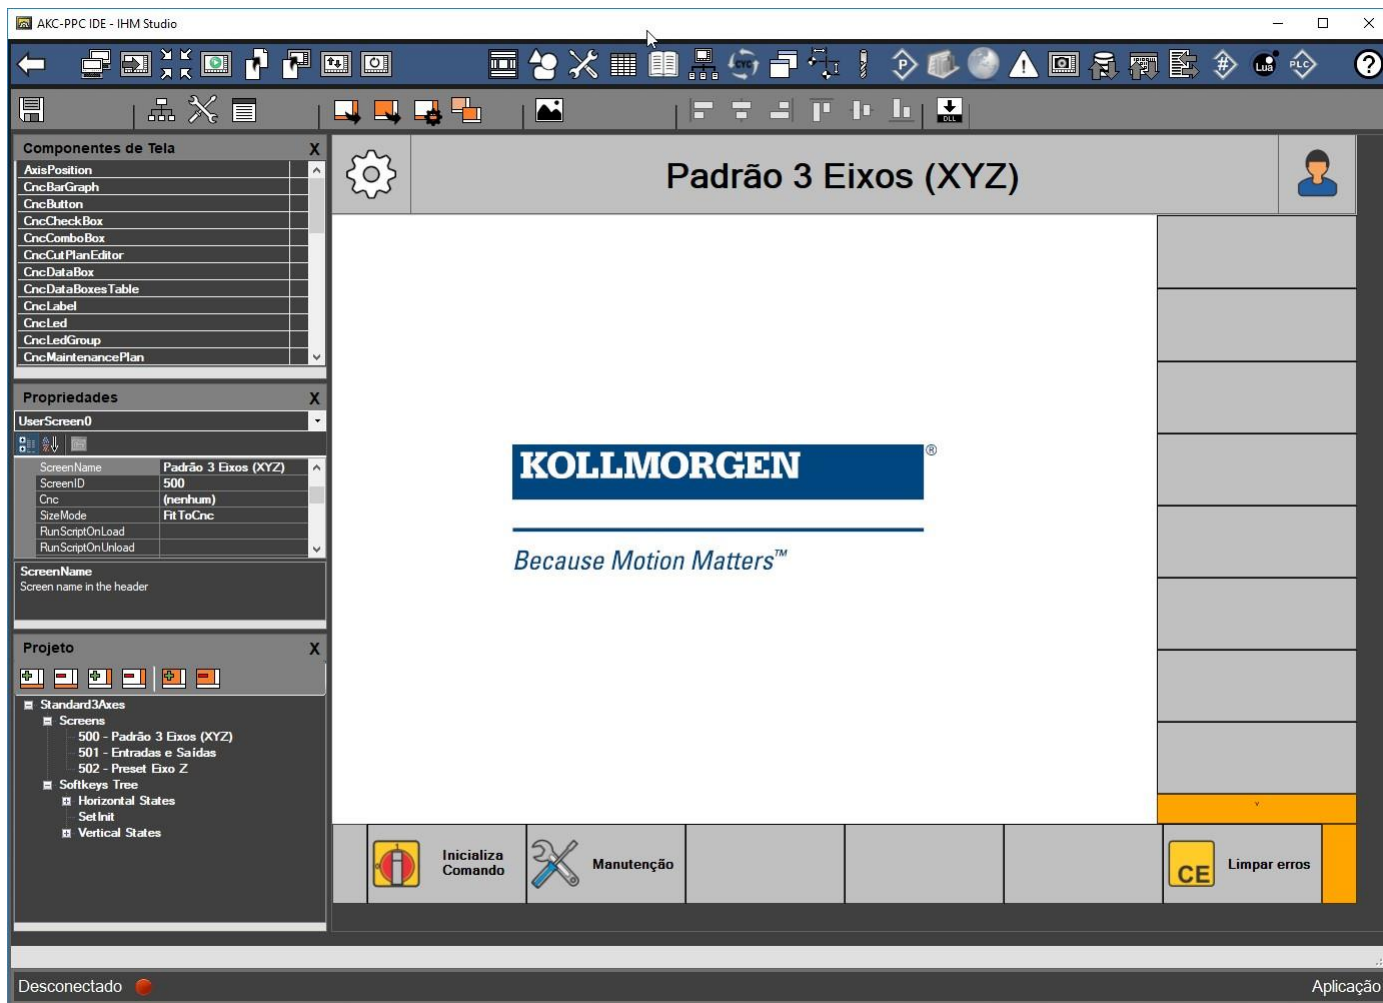 AKC-PPC IDE - IHM Studio
CYC
P
#
Lua
PLC
?
DLL
Componentes de Tela X
AxisPosition
CncBarGraph
CncButton
CncCheckBox
CncComboBox
CncCutPlanEditor
CncDataBox
CncDataBoxesTable
CncLabel
CncLed
CncLedGroup
CncMaintenancePlan
Propriedades X
UserScreen0
ScreenName Padrão 3 Eixos (XYZ)
ScreenID 500
Cnc (nenhum)
SizeMode FitToCnc
RunScriptOnLoad
RunScriptOnUnload
ScreenName
Screen name in the header
Projeto X
Standard3Axes
Screens
500 - Padrão 3 Eixos (XYZ)
501 - Entradas e Saídas
502 - Preset Eixo Z
Softkeys Tree
Horizontal States
SetInit
Vertical States
Padrão 3 Eixos (XYZ)
KOLLMORGEN®
Because Motion Matters™
v
Inicializa
Comando
Manutenção
CE
Limpar erros
Desconectado
Aplicação